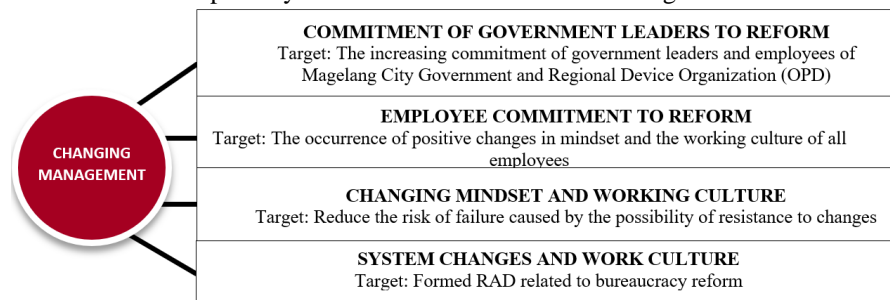 COMMITMENT OF GOVERNMENT LEADERS TO REFORM
Target: The increasing commitment of government leaders and employees of
Magelang City Government and Regional Device Organization (OPD)
EMPLOYEE COMMITMENT TO REFORM
Target: The occurrence of positive changes in mindset and the working culture of all
employees
CHANGING
MANAGEMENT
CHANGING MINDSET AND WORKING CULTURE
Target: Reduce the risk of failure caused by the possibility of resistance to changes
SYSTEM CHANGES AND WORK CULTURE
Target: Formed RAD related to bureaucracy reform